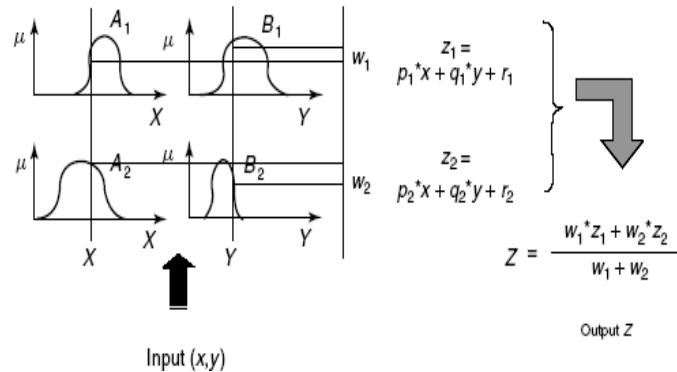 μ A₁ μ B₁
w₁
X Y
z₁ =
p₁*x + q₁*y + r₁
μ A₂ μ B₂
w₂
X Y
X Y
z₂ =
p₂*x + q₂*y + r₂
Z = w₁*z₁ + w₂*z₂ / w₁ + w₂
Input (x,y)
Output Z